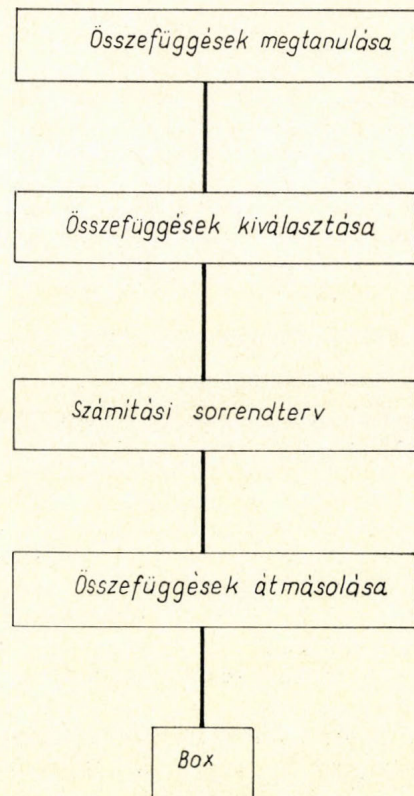 Összefüggések megtanulása
Összefüggések kiválasztása
Számítási sorrendterv
Összefüggések átmásolása
Box